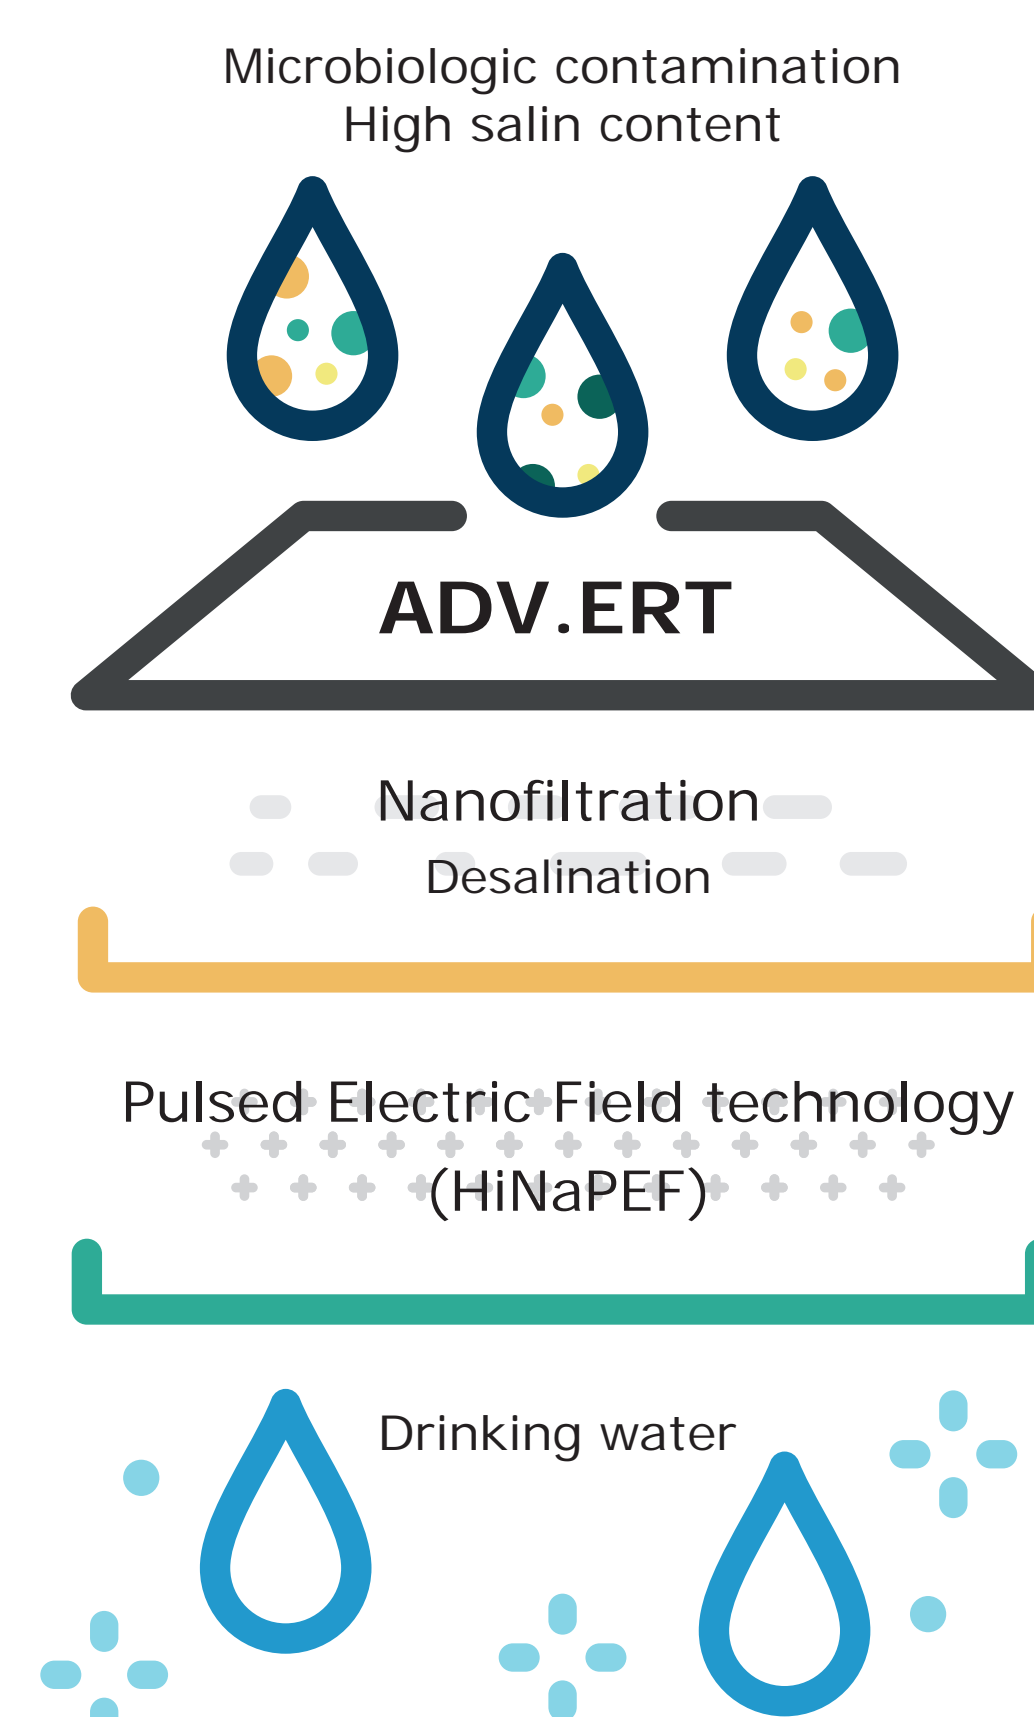 Microbiologic contamination
High salin content
ADV.ERT
Nanofiltration
Desalination
Pulsed Electric Field technology
(HiNaPEF)
Drinking water